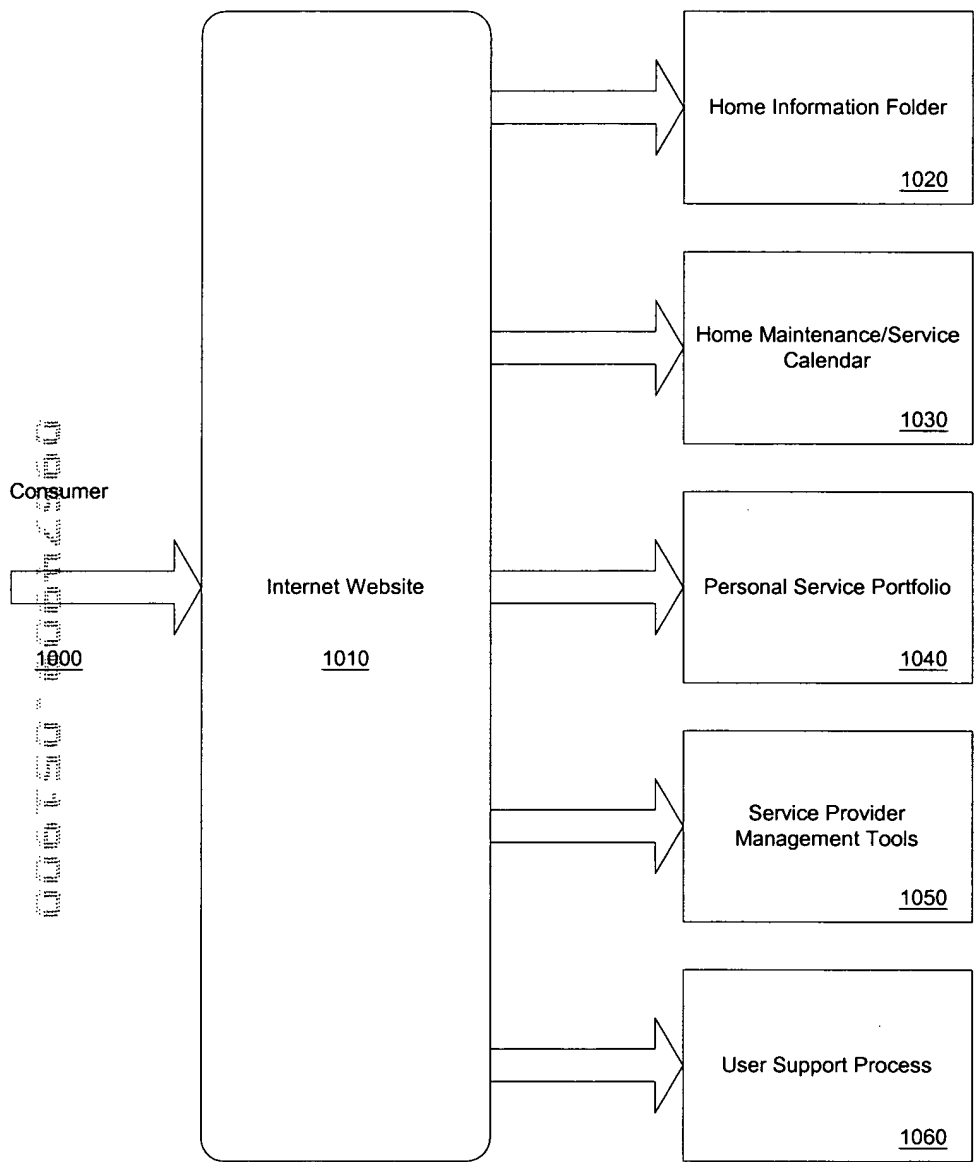 Home Information Folder
1020
Home Maintenance/Service
Calendar
1030
Consumer
1000
Internet Website
1010
Personal Service Portfolio
1040
Service Provider
Management Tools
1050
User Support Process
1060